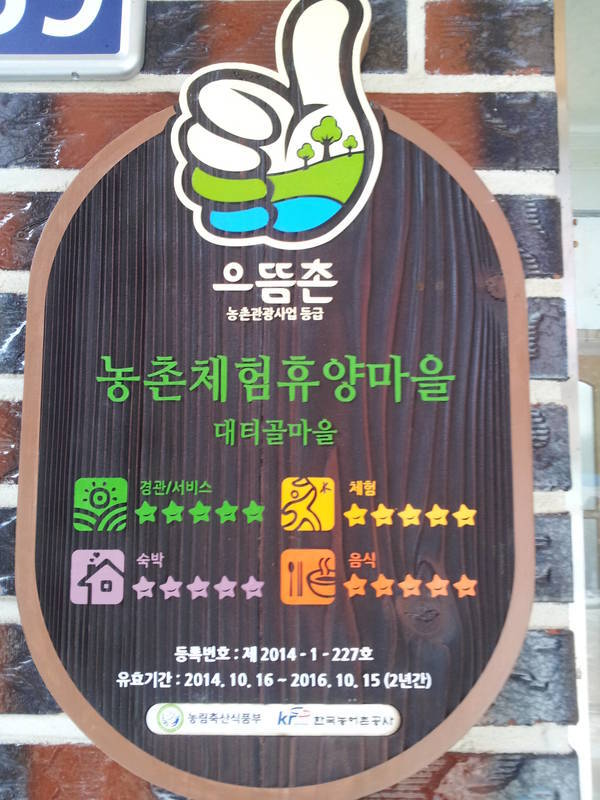 으뜸촌
농촌관광사업 등급
농촌체험휴양마을
대티골마을
경관/서비스
체험
숙박
음식
등록번호 : 제 2014 - 1 - 227호
유효기간 : 2014. 10. 16 ~ 2016. 10. 15 (2년간)
농림축산식품부 kr 한국농어촌공사